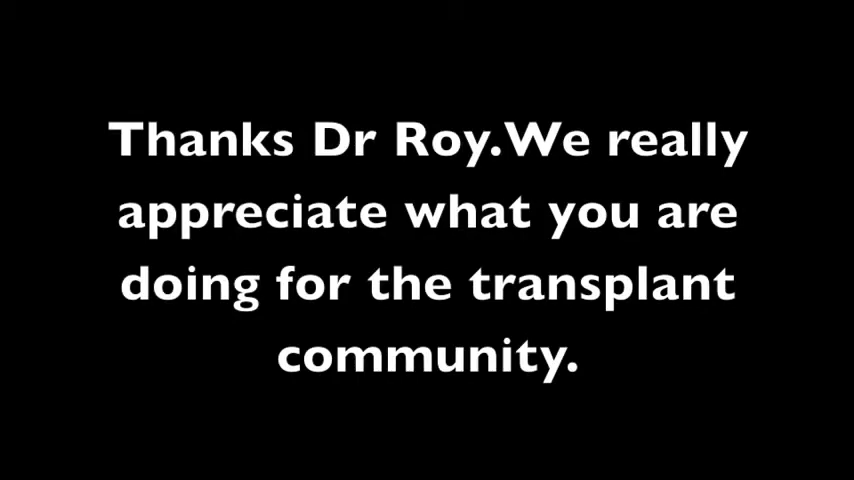 Thanks Dr Roy.We really
appreciate what you are
doing for the transplant
community.